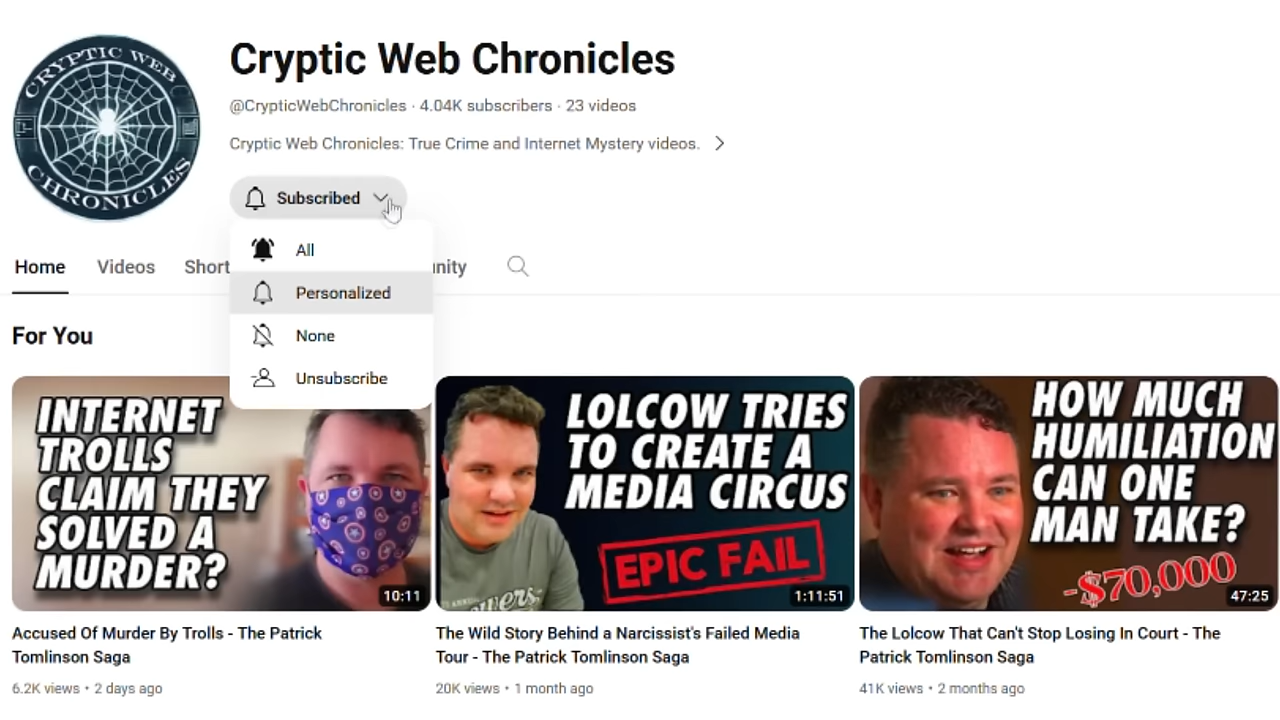 CRYPTIC WEB
CHRONICLES
Cryptic Web Chronicles
@CrypticWebChronicles · 4.04K subscribers · 23 videos
Cryptic Web Chronicles: True Crime and Internet Mystery videos.
Subscribed
All
Personalized
None
Unsubscribe
Home Videos Short unity
For You
INTERNET
TROLLS
CLAIM THEY
SOLVED A
MURDER?
10:11
LOLCOW TRIES
TO CREATE A
MEDIA CIRCUS
EPIC FAIL
1:11:51
HOW MUCH
HUMILIATION
CAN ONE
MAN TAKE?
-$70,000
47:25
Accused Of Murder By Trolls - The Patrick
Tomlinson Saga
6.2K views • 2 days ago
The Wild Story Behind a Narcissist's Failed Media
Tour - The Patrick Tomlinson Saga
20K views • 1 month ago
The Lolcow That Can't Stop Losing In Court - The
Patrick Tomlinson Saga
41K views • 2 months ago